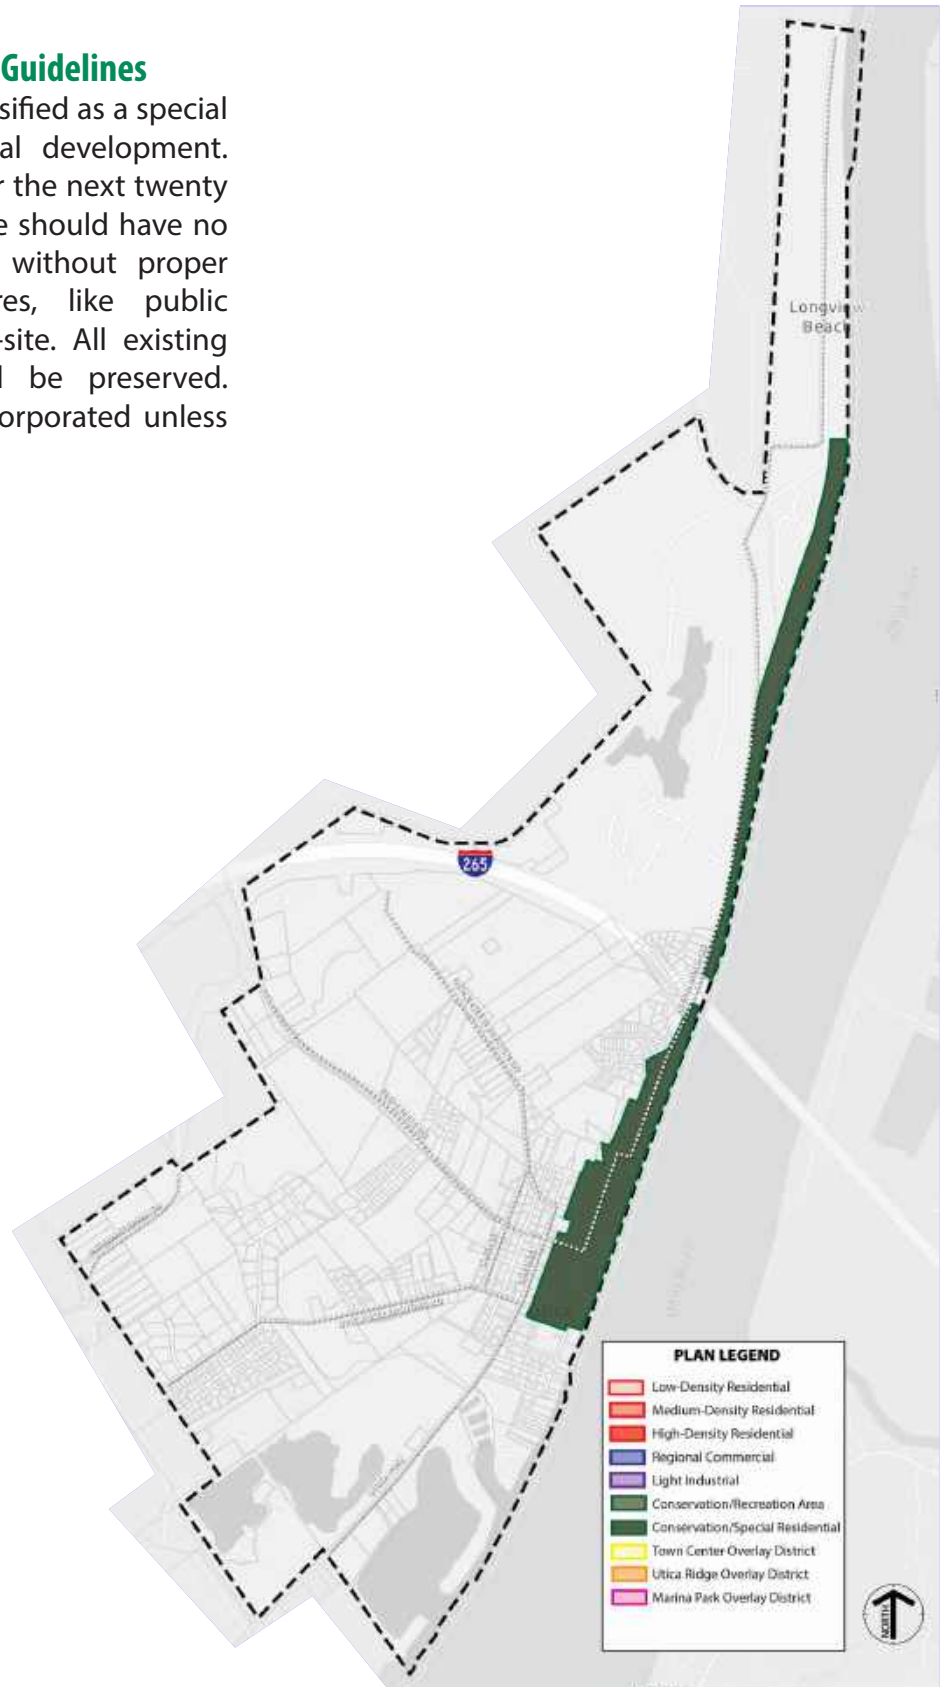 Guidelines
sified as a special
al development.
r the next twenty
e should have no
without proper
res, like public
-site. All existing
l be preserved.
corporated unless
Longview
Beach
265
PLAN LEGEND
Low-Density Residential
Medium-Density Residential
High-Density Residential
Regional Commercial
Light Industrial
Conservation/Recreation Area
Conservation/Special Residential
Town Center Overlay District
Utica Ridge Overlay District
Marina Park Overlay District
NORTH